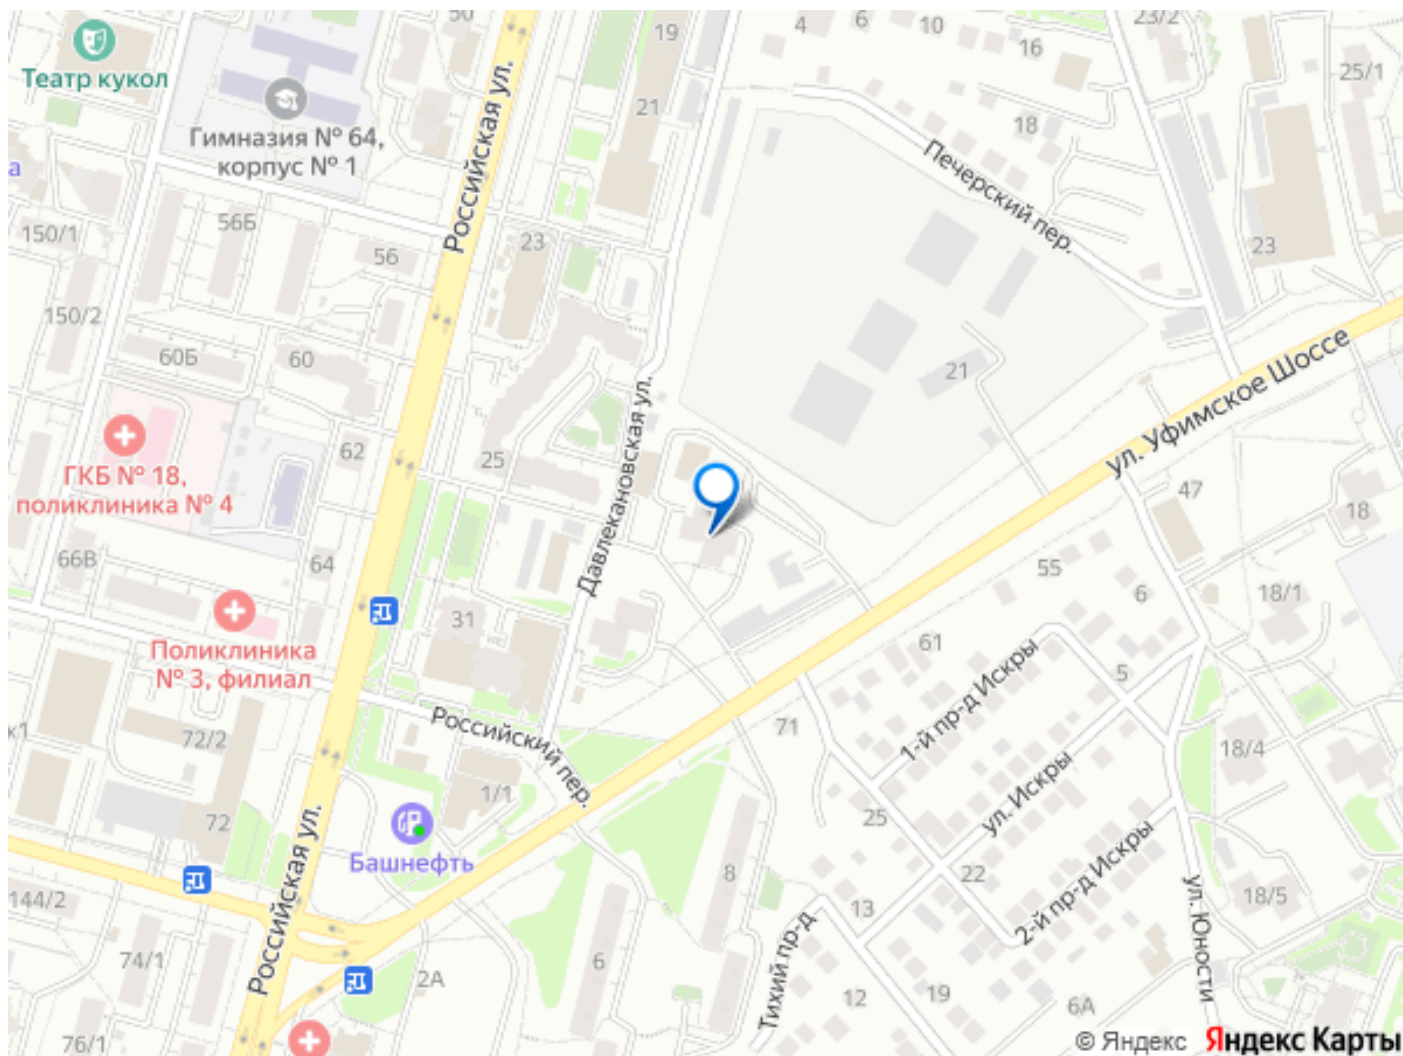 50
19
4
6
10
16
23/2
25/1
Театр кукол
21
18
Гимназия № 64,
корпус № 1
Российская ул.
Печерский пер.
а
150/1
56Б
56
23
23
150/2
60Б
60
21
ул. Уфимское Шоссе
62
25
Давлекановская ул.
ГКБ № 18,
поликлиника № 4
47
18
66В
64
55
6
18/1
31
61
Поликлиника
№ 3, филиал
1-й пр-д Искры
5
к1
72/2
Российский пер.
71
18/4
1/1
ул. Искры
72
25
Российская ул.
Башнефть
8
22
2-й пр-д Искры
ул. Юности
144/2
13
18/5
74/1
6
2А
Тихий пр-д
12
19
6А
76/1
© Яндекс Яндекс Карты